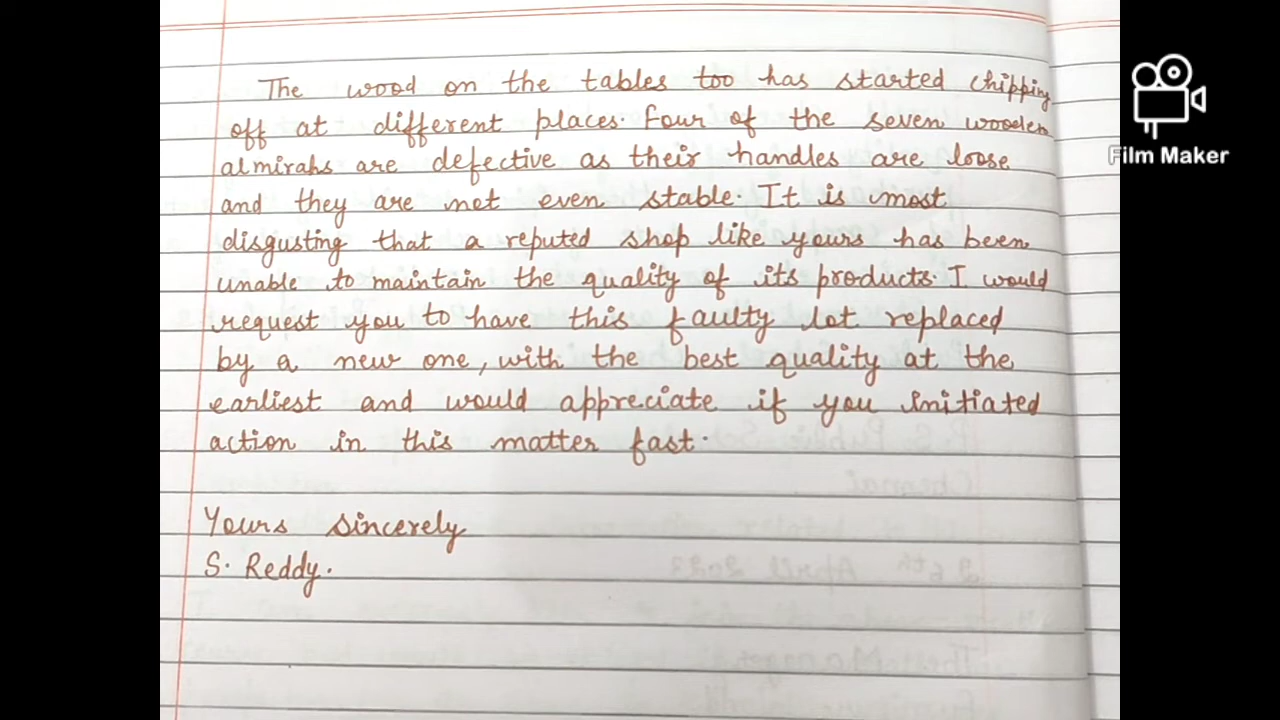 The wood on the tables too has started chipping
off at different places. Four of the seven wooden
almirahs are defective as their handles are loose
and they are not even stable. It is most
disgusting that a reputed shop like yours has been
unable to maintain the quality of its products. I would
request you to have this faulty lot replaced
by a new one, with the best quality at the
earliest and would appreciate if you initiated
action in this matter fast.
Yours sincerely
S. Reddy.
Film Maker